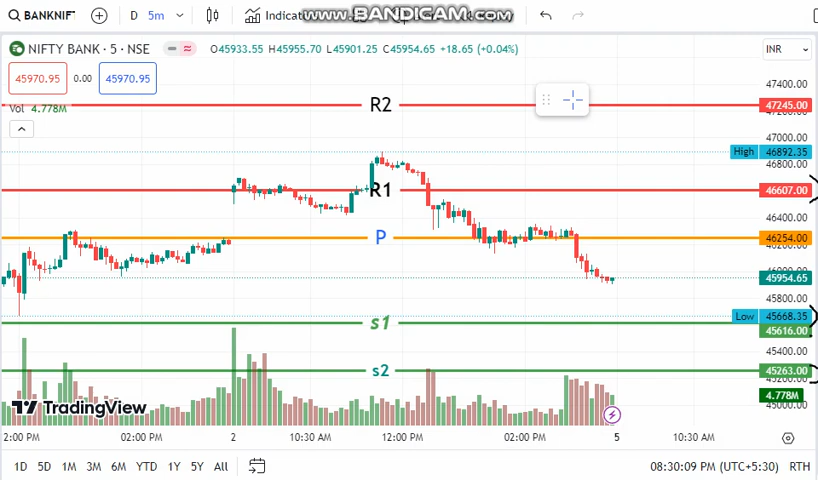 BANKNIFT D 5m Indicat
WWW.BANDICAM.COM
NIFTY BANK · 5 · NSE O45933.55 H45955.70 L45901.25 C45954.65 +18.65 (+0.04%) INR
45970.95 0.00 45970.95
Vol 4.778M
47400.00
R2 47245.00
47000.00
High 46892.35
46800.00
R1 46607.00
46400.00
P 46254.00
45954.65
45800.00
Low 45668.35
s1 45616.00
45400.00
s2 45263.00
4.778M
45000.00
TradingView
2:00 PM 02:00 PM 2 10:30 AM 12:00 PM 02:00 PM 5 10:30 AM
1D 5D 1M 3M 6M YTD 1Y 5Y All 08:30:09 PM (UTC+5:30) RTH